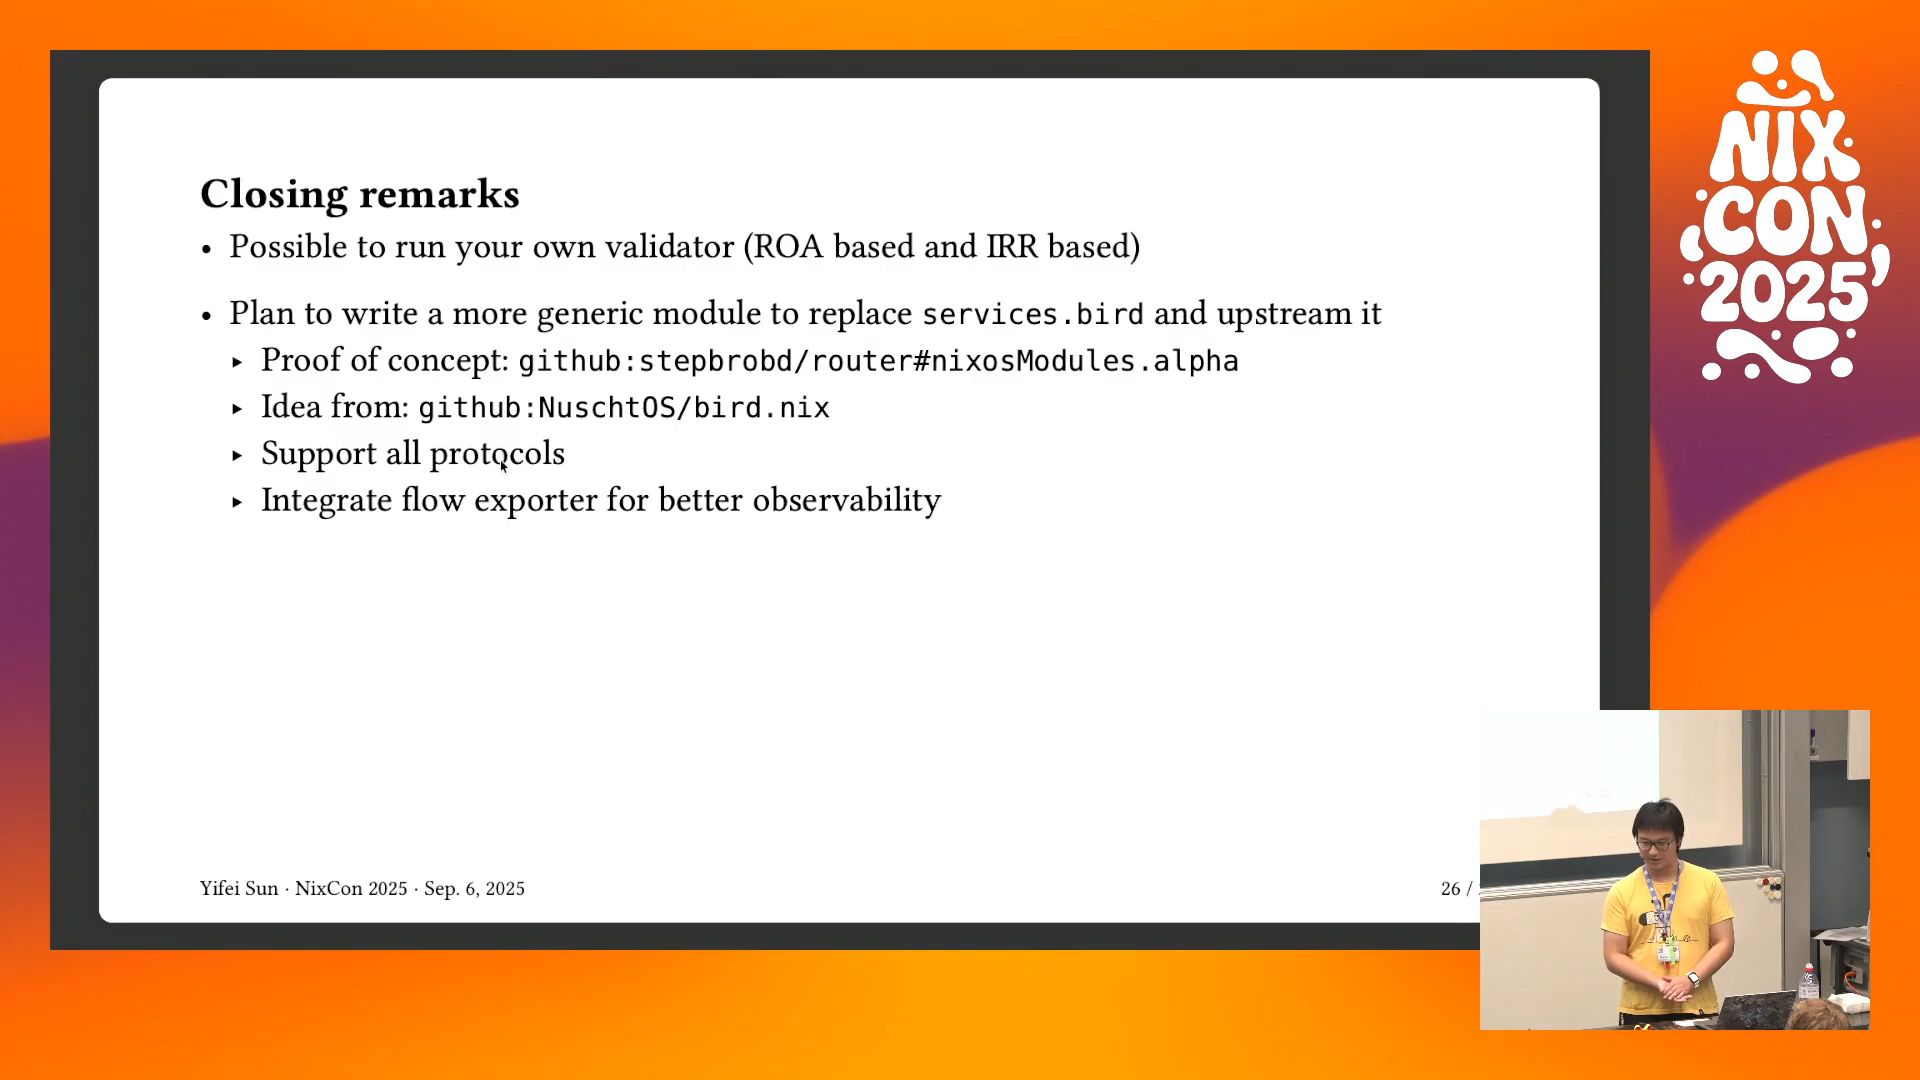 Closing remarks
• Possible to run your own validator (ROA based and IRR based)
• Plan to write a more generic module to replace services.bird and upstream it
‣ Proof of concept: github:stepbrobd/router#nixosModules.alpha
‣ Idea from: github:NuschtOS/bird.nix
‣ Support all protocols
‣ Integrate flow exporter for better observability
Yifei Sun · NixCon 2025 · Sep. 6, 2025
26 /
NIX
CON
2025